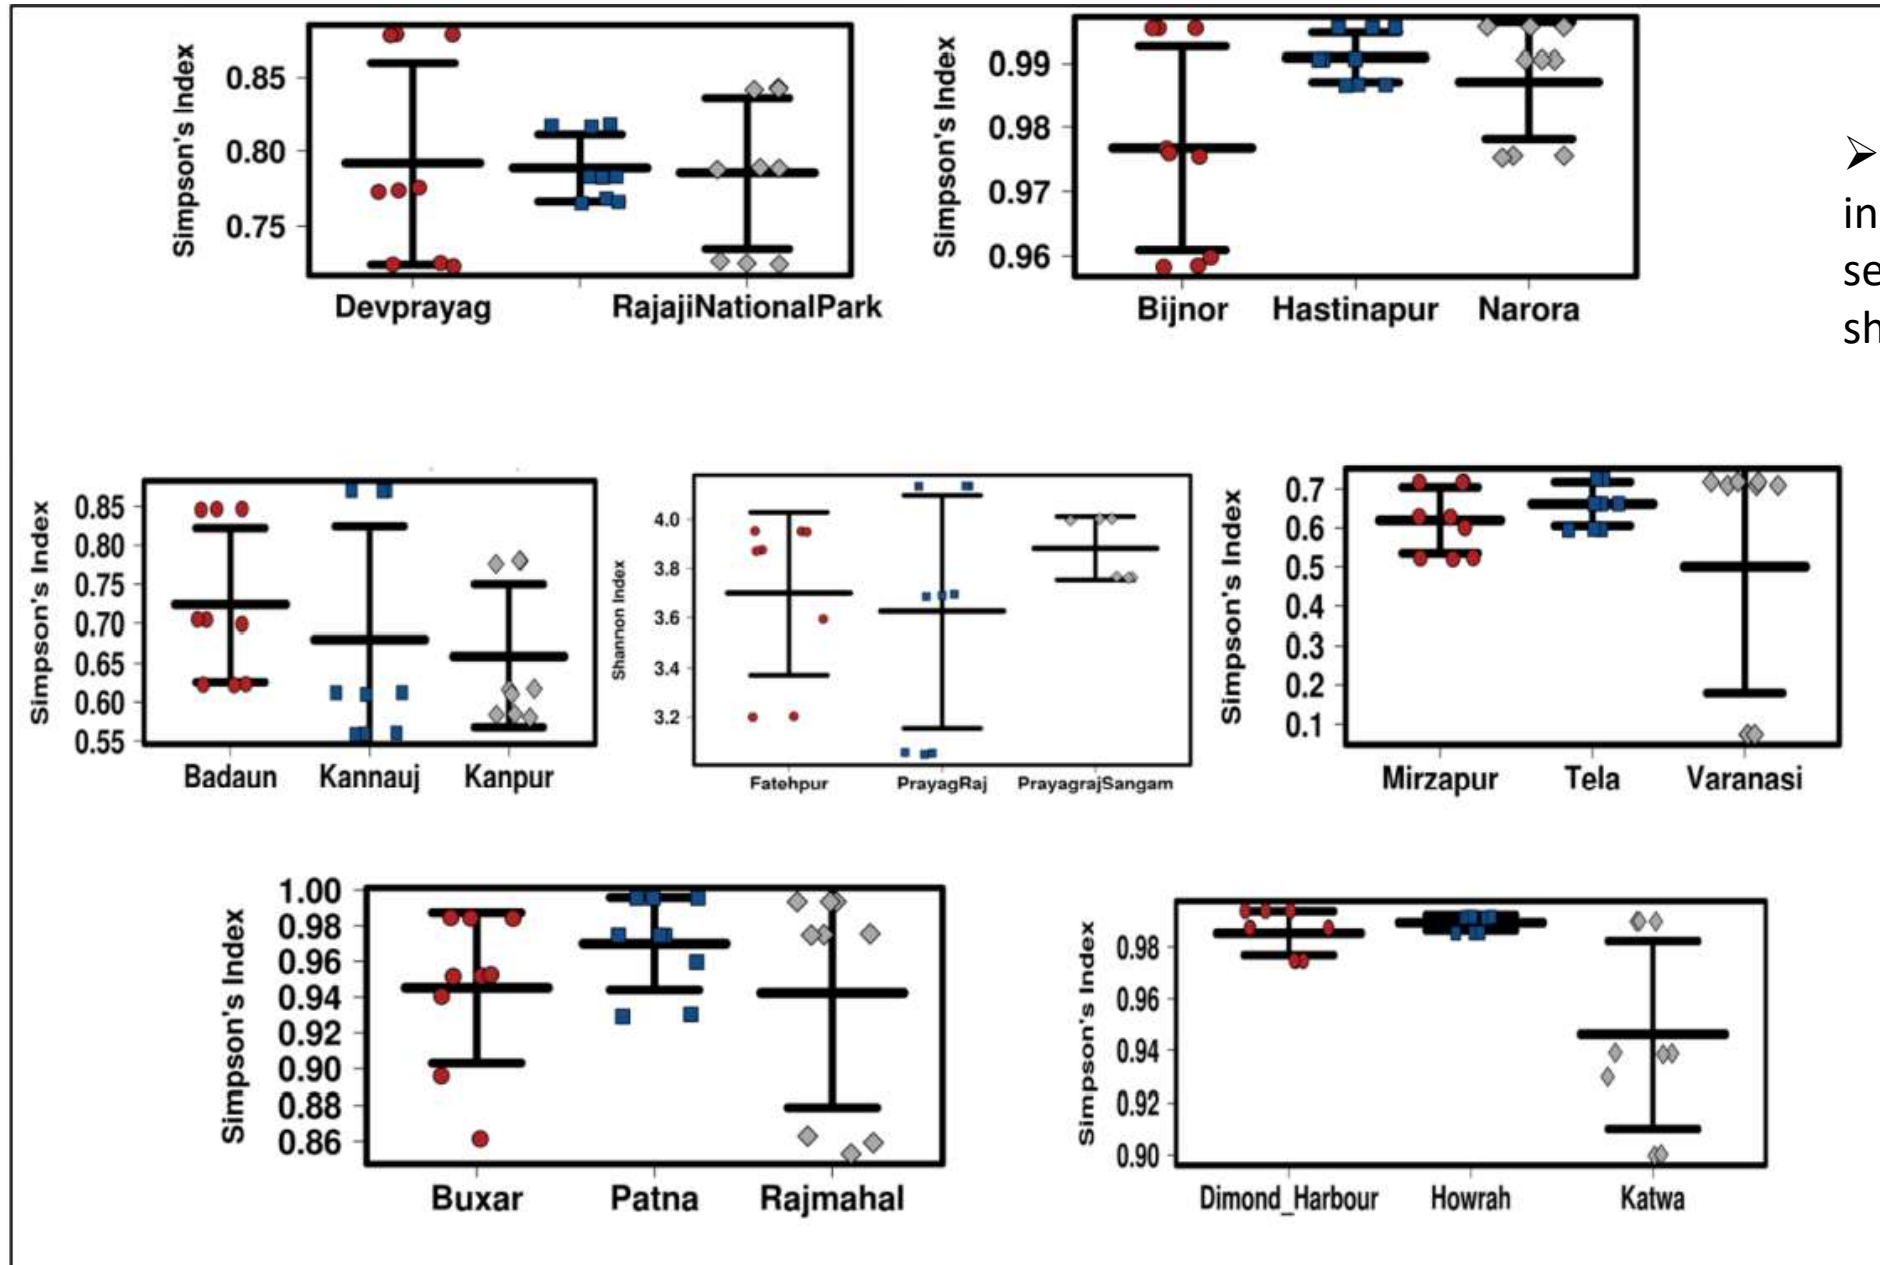 Simpson's Index
0.85
0.80
0.75
Devprayag RajajiNationalPark
Simpson's Index
0.99
0.98
0.97
0.96
Bijnor Hastinapur Narora
➤
in
se
sh
Simpson's Index
0.85
0.80
0.75
0.70
0.65
0.60
0.55
Badaun Kannauj Kanpur
Shannon Index
4.0
3.8
3.6
3.4
3.2
Fatehpur PrayagRaj PrayagrajSangam
Simpson's Index
0.7
0.6
0.5
0.4
0.3
0.2
0.1
Mirzapur Tela Varanasi
Simpson's Index
1.00
0.98
0.96
0.94
0.92
0.90
0.88
0.86
Buxar Patna Rajmahal
Simpson's Index
0.98
0.96
0.94
0.92
0.90
Dimond_Harbour Howrah Katwa